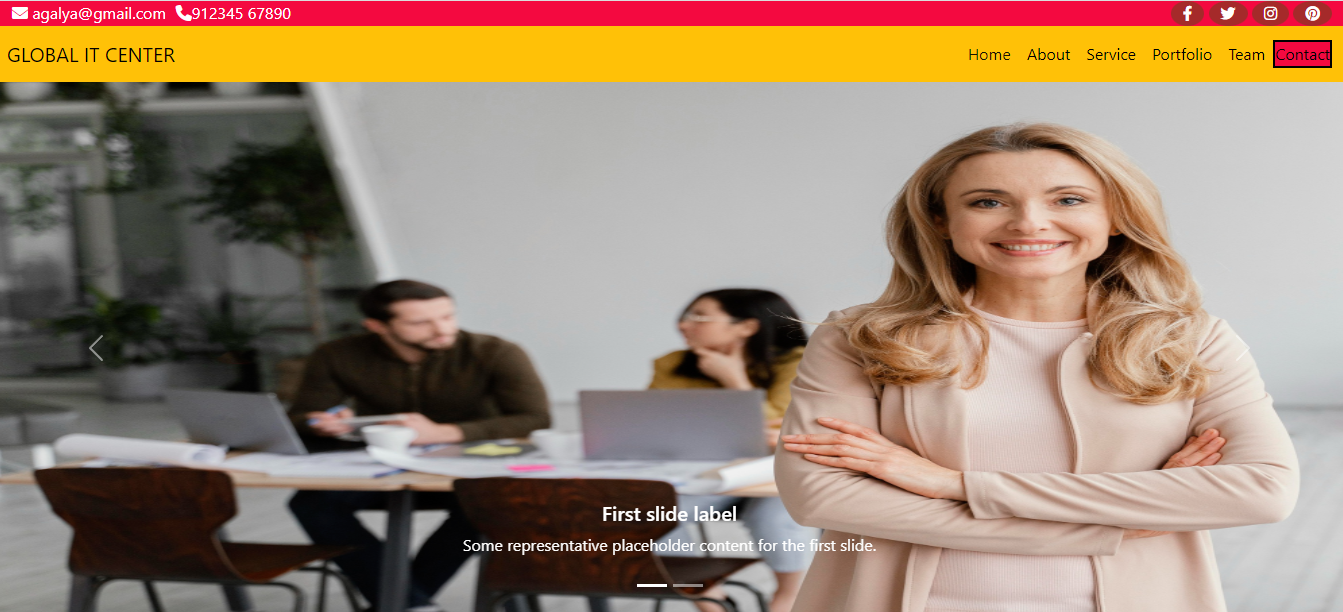 agalya@gmail.com 912345 67890
GLOBAL IT CENTER Home About Service Portfolio Team Contact
First slide label
Some representative placeholder content for the first slide.